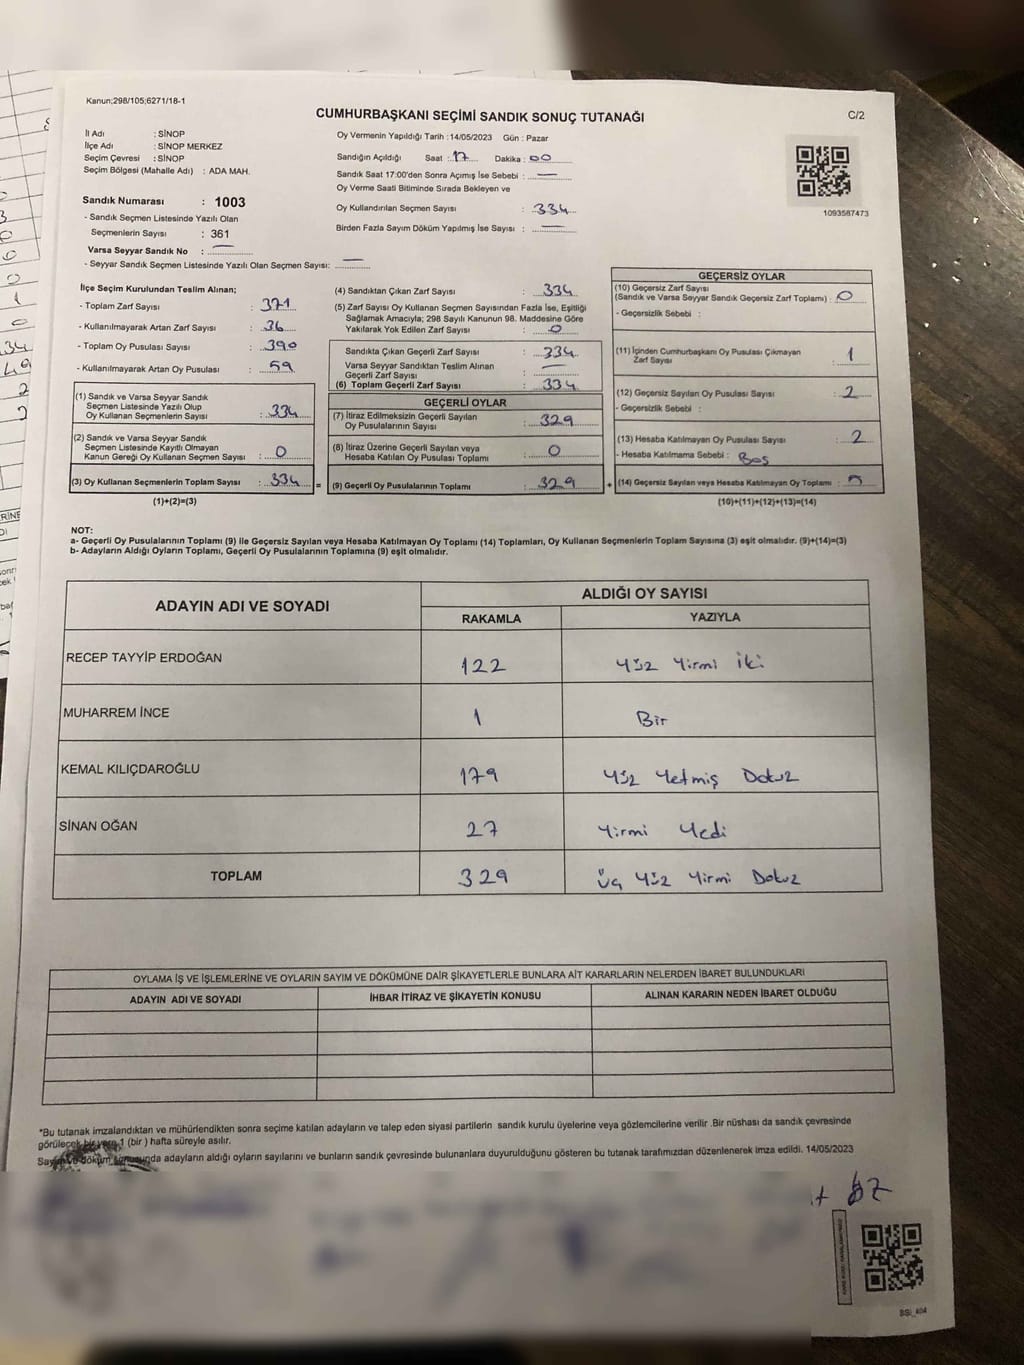 Kanun;298/105;6271/18-1
CUMHURBAŞKANI SEÇİMİ SANDIK SONUÇ TUTANAĞI
C/2
İl Adı : SİNOP
İlçe Adı : SİNOP MERKEZ
Seçim Çevresi : SİNOP
Seçim Bölgesi (Mahalle Adı) : ADA MAH.
Sandık Numarası : 1003
- Sandık Seçmen Listesinde Yazılı Olan
Seçmenlerin Sayısı : 361
Varsa Seyyar Sandık No : —
- Seyyar Sandık Seçmen Listesinde Yazılı Olan Seçmen Sayısı: —
Oy Vermenin Yapıldığı Tarih :14/05/2023 Gün : Pazar
Sandığın Açıldığı Saat : 17 Dakika : 00
Sandık Saat 17:00'den Sonra Açımış İse Sebebi : —
Oy Verme Saati Bitiminde Sırada Bekleyen ve
Oy Kullandırılan Seçmen Sayısı : 334
Birden Fazla Sayım Döküm Yapılmış İse Sayısı : —
1093587473
İlçe Seçim Kurulundan Teslim Alınan;
- Toplam Zarf Sayısı : 371
- Kullanılmayarak Artan Zarf Sayısı : 36
- Toplam Oy Pusulası Sayısı : 390
- Kullanılmayarak Artan Oy Pusulası : 59
(1) Sandık ve Varsa Seyyar Sandık
Seçmen Listesinde Yazılı Olup
Oy Kullanan Seçmenlerin Sayısı : 334
(2) Sandık ve Varsa Seyyar Sandık
Seçmen Listesinde Kayıtlı Olmayan
Kanun Gereği Oy Kullanan Seçmen Sayısı : 0
(3) Oy Kullanan Seçmenlerin Toplam Sayısı : 334 =
(1)+(2)=(3)
(4) Sandıktan Çıkan Zarf Sayısı : 334
(5) Zarf Sayısı Oy Kullanan Seçmen Sayısından Fazla İse, Eşitliği
Sağlamak Amacıyla; 298 Sayılı Kanunun 98. Maddesine Göre
Yakılarak Yok Edilen Zarf Sayısı : 0
Sandıkta Çıkan Geçerli Zarf Sayısı : 334
Varsa Seyyar Sandıktan Teslim Alınan
Geçerli Zarf Sayısı : —
(6) Toplam Geçerli Zarf Sayısı : 334
GEÇERLİ OYLAR
(7) İtiraz Edilmeksizin Geçerli Sayılan
Oy Pusulalarının Sayısı : 329
(8) İtiraz Üzerine Geçerli Sayılan veya
Hesaba Katılan Oy Pusulası Toplamı : 0
(9) Geçerli Oy Pusulalarının Toplamı : 329 +
GEÇERSİZ OYLAR
(10) Geçersiz Zarf Sayısı
(Sandık ve Varsa Seyyar Sandık Geçersiz Zarf Toplamı) : 0
- Geçersizlik Sebebi :
(11) İçinden Cumhurbaşkanı Oy Pusulası Çıkmayan
Zarf Sayısı : 1
(12) Geçersiz Sayılan Oy Pusulası Sayısı : 2
- Geçersizlik Sebebi :
(13) Hesaba Katılmayan Oy Pusulası Sayısı : 2
- Hesaba Katılmama Sebebi : Boş
(14) Geçersiz Sayılan veya Hesaba Katılmayan Oy Toplamı :
(10)+(11)+(12)+(13)=(14)
NOT:
a- Geçerli Oy Pusulalarının Toplamı (9) ile Geçersiz Sayılan veya Hesaba Katılmayan Oy Toplamı (14) Toplamları, Oy Kullanan Seçmenlerin Toplam Sayısına (3) eşit olmalıdır. (9)+(14)=(3)
b- Adayların Aldığı Oyların Toplamı, Geçerli Oy Pusulalarının Toplamına (9) eşit olmalıdır.
ADAYIN ADI VE SOYADI
ALDIĞI OY SAYISI
RAKAMLA YAZIYLA
RECEP TAYYİP ERDOĞAN 122 Yüz Yirmi İki
MUHARREM İNCE 1 Bir
KEMAL KILIÇDAROĞLU 179 Yüz Yetmiş Dokuz
SİNAN OĞAN 27 Yirmi Yedi
TOPLAM 329 Üç Yüz Yirmi Dokuz
OYLAMA İŞ VE İŞLEMLERİNE VE OYLARIN SAYIM VE DÖKÜMÜNE DAİR ŞİKAYETLERLE BUNLARA AİT KARARLARIN NELERDEN İBARET BULUNDUKLARI
ADAYIN ADI VE SOYADI
İHBAR İTİRAZ VE ŞİKAYETİN KONUSU
ALINAN KARARIN NEDEN İBARET OLDUĞU
*Bu tutanak imzalandıktan ve mühürlendikten sonra seçime katılan adayların ve talep eden siyasi partilerin sandık kurulu üyelerine veya gözlemcilerine verilir .Bir nüshası da sandık çevresinde
görülecek bir yere 1 (bir ) hafta süreyle asılır.
Sayım ve döküm sonucunda adayların aldığı oyların sayılarını ve bunların sandık çevresinde bulunanlara duyurulduğunu gösteren bu tutanak tarafımızdan düzenlenerek imza edildi. 14/05/2023